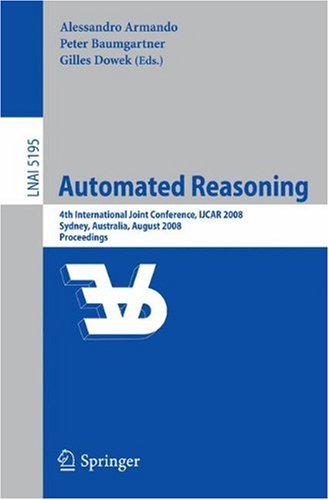 Alessandro Armando
Peter Baumgartner
Gilles Dowek (Eds.)
LNAI 5195
Automated Reasoning
4th International Joint Conference, IJCAR 2008
Sydney, Australia, August 2008
Proceedings
Springer